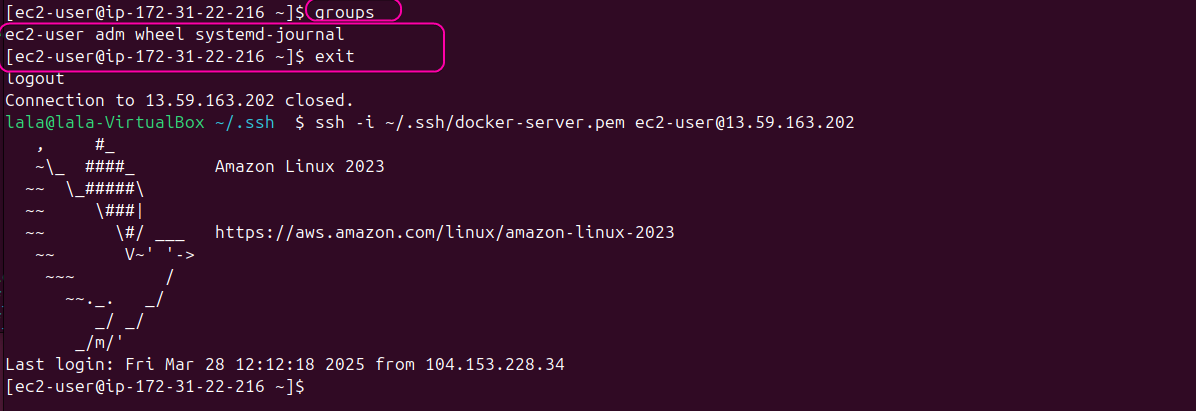 [ec2-user@ip-172-31-22-216 ~]$ groups
ec2-user adm wheel systemd-journal
[ec2-user@ip-172-31-22-216 ~]$ exit
logout
Connection to 13.59.163.202 closed.
lala@lala-VirtualBox ~/.ssh  $ ssh -i ~/.ssh/docker-server.pem ec2-user@13.59.163.202
   ,     #_
   ~\_  ####_        Amazon Linux 2023
  ~~  \_#####\
  ~~     \###|
  ~~       \#/ ___   https://aws.amazon.com/linux/amazon-linux-2023
   ~~       V~' '->
    ~~~         /
      ~~._.   _/
         _/ _/
       _/m/'
Last login: Fri Mar 28 12:12:18 2025 from 104.153.228.34
[ec2-user@ip-172-31-22-216 ~]$